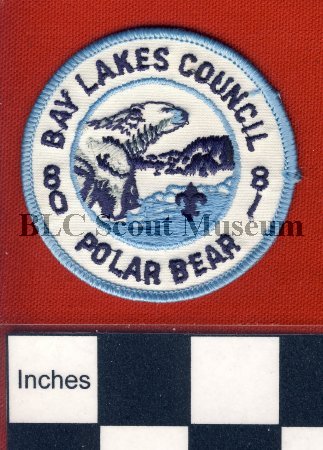 BAY LAKES COUNCIL
80 81
BLC Scout Museum
POLAR BEAR
Inches